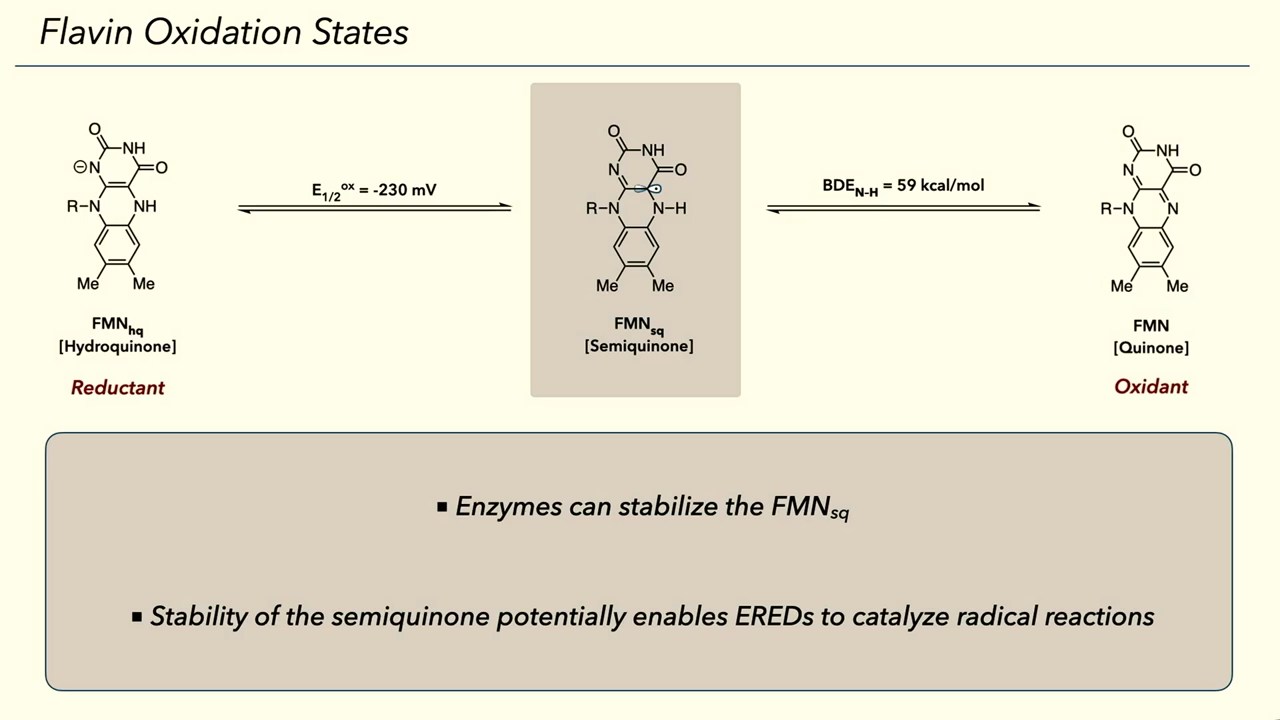 Flavin Oxidation States
O
NH
⊖ N
O
R–N
NH
Me
Me
FMNhq
[Hydroquinone]
Reductant
E1/2ox = -230 mV
O
NH
N
O
R–N
N–H
Me
Me
FMNsq
[Semiquinone]
BDEN-H = 59 kcal/mol
O
NH
N
O
R–N
N
Me
Me
FMN
[Quinone]
Oxidant
▪ Enzymes can stabilize the FMNsq
▪ Stability of the semiquinone potentially enables EREDs to catalyze radical reactions